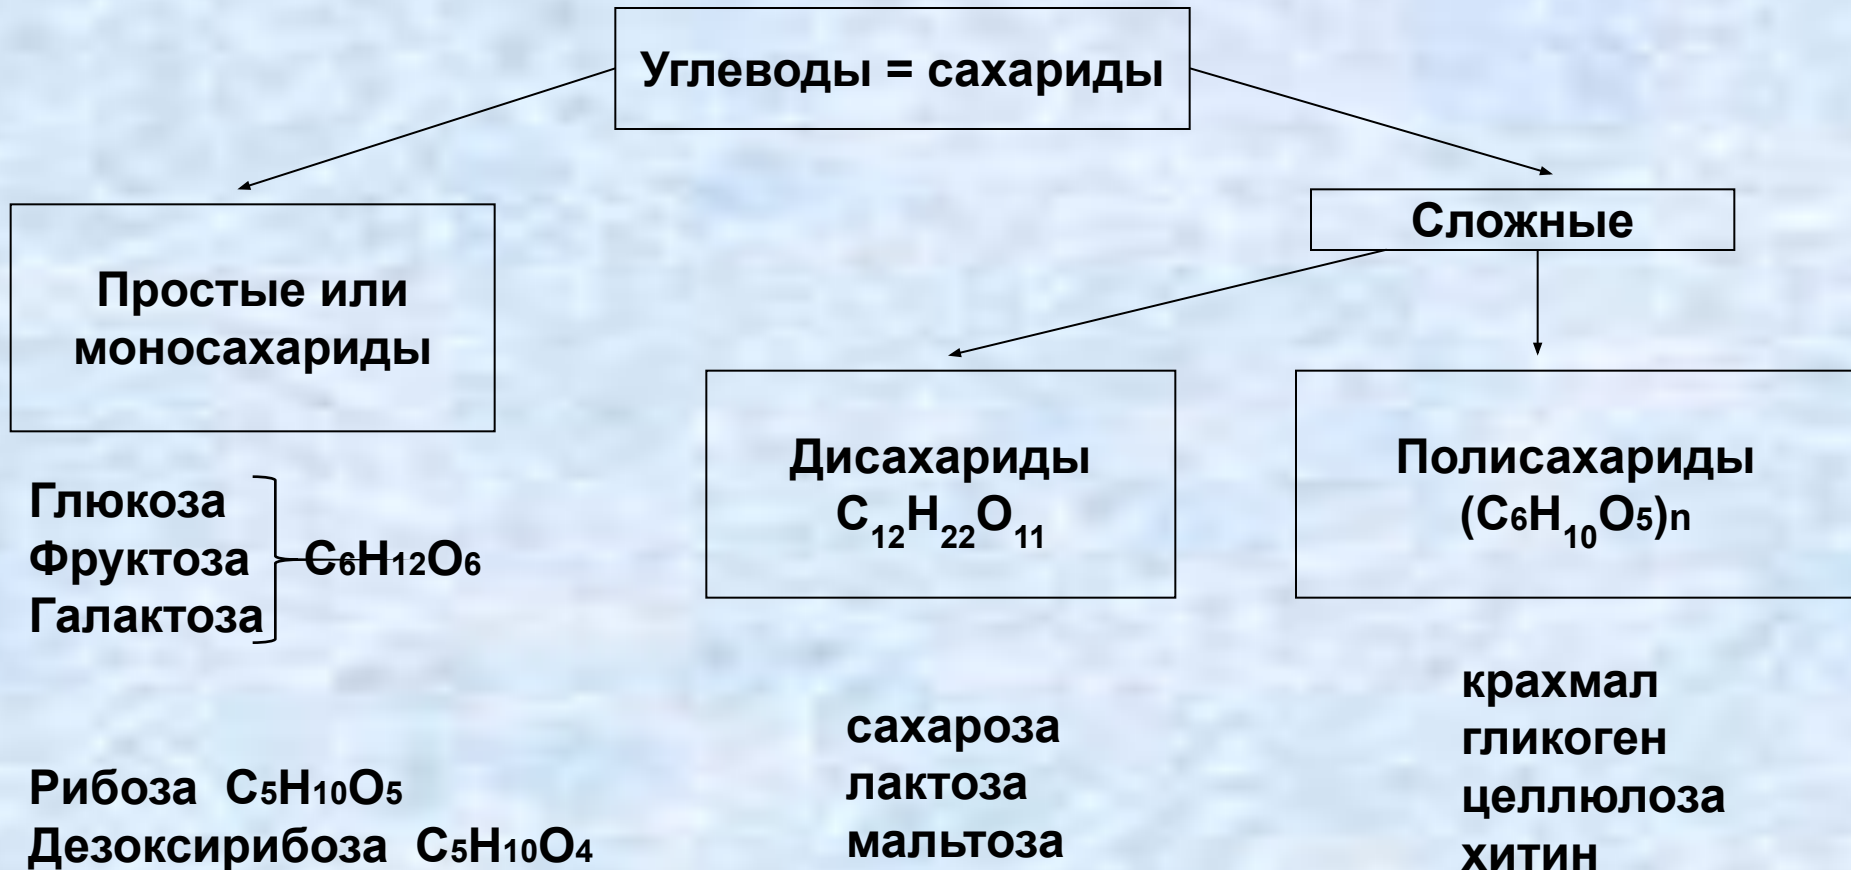 Углеводы = сахариды
Простые или
моносахариды
Сложные
Дисахариды
C₁₂H₂₂O₁₁
Полисахариды
(C₆H₁₀O₅)n
Глюкоза
Фруктоза C₆H₁₂O₆
Галактоза
Рибоза C₅H₁₀O₅
Дезоксирибоза C₅H₁₀O₄
сахароза
лактоза
мальтоза
крахмал
гликоген
целлюлоза
хитин